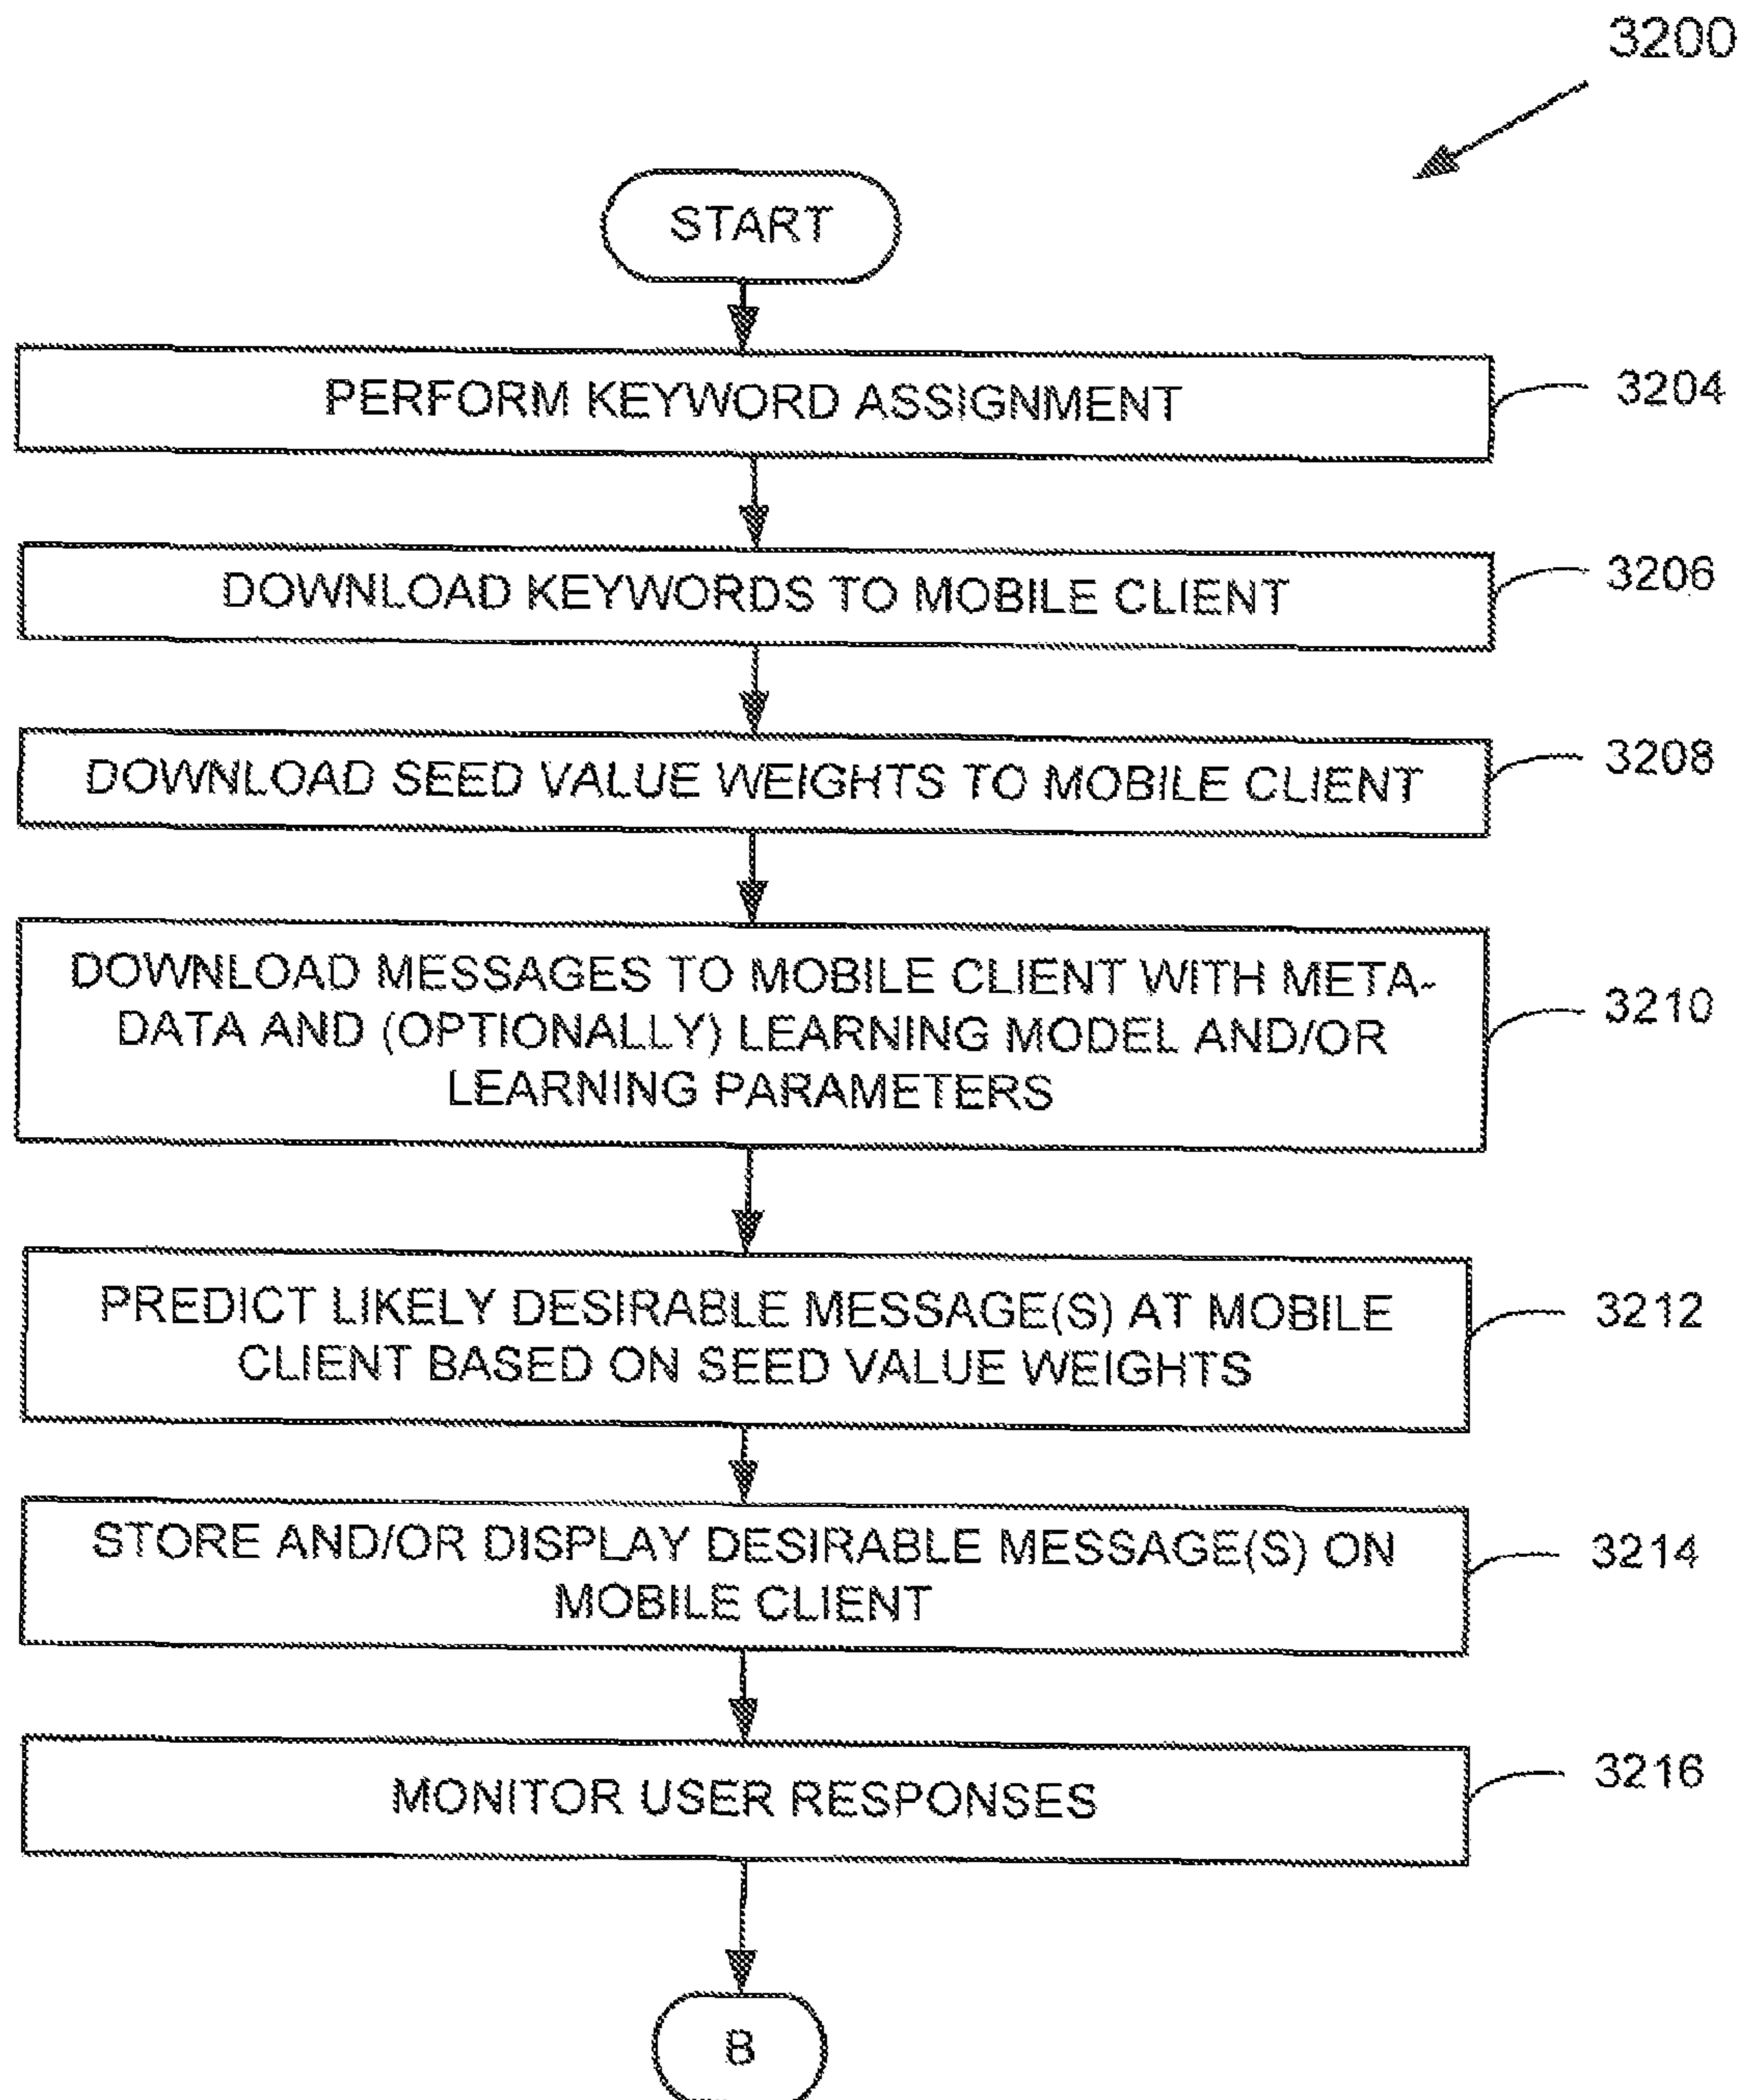 3200
START
PERFORM KEYWORD ASSIGNMENT
3204
DOWNLOAD KEYWORDS TO MOBILE CLIENT
3206
DOWNLOAD SEED VALUE WEIGHTS TO MOBILE CLIENT
3208
DOWNLOAD MESSAGES TO MOBILE CLIENT WITH META-
DATA AND (OPTIONALLY) LEARNING MODEL AND/OR
LEARNING PARAMETERS
3210
PREDICT LIKELY DESIRABLE MESSAGE(S) AT MOBILE
CLIENT BASED ON SEED VALUE WEIGHTS
3212
STORE AND/OR DISPLAY DESIRABLE MESSAGE(S) ON
MOBILE CLIENT
3214
MONITOR USER RESPONSES
3216
B